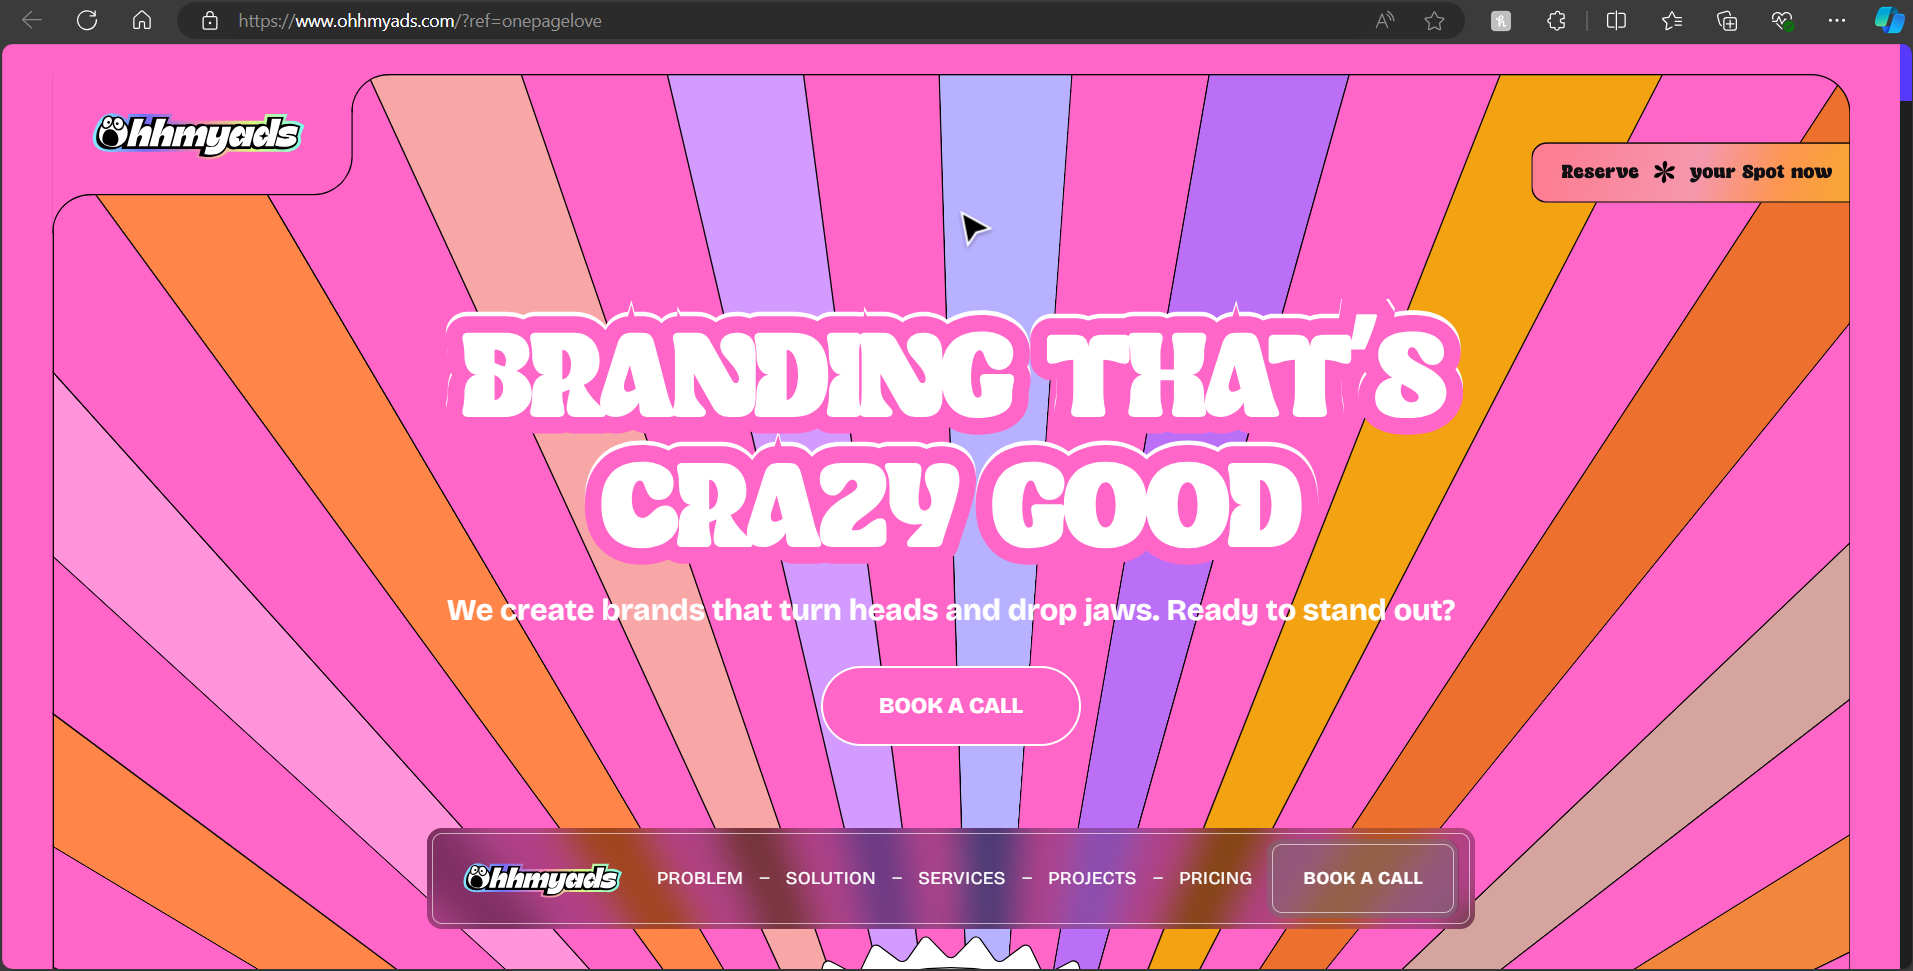 https://www.ohhmyads.com/?ref=onepagelove
Ohhmyads
Reserve * your Spot now
BRANDING THAT'S
CRAZY GOOD
We create brands that turn heads and drop jaws. Ready to stand out?
BOOK A CALL
Ohhmyads PROBLEM – SOLUTION – SERVICES – PROJECTS – PRICING BOOK A CALL